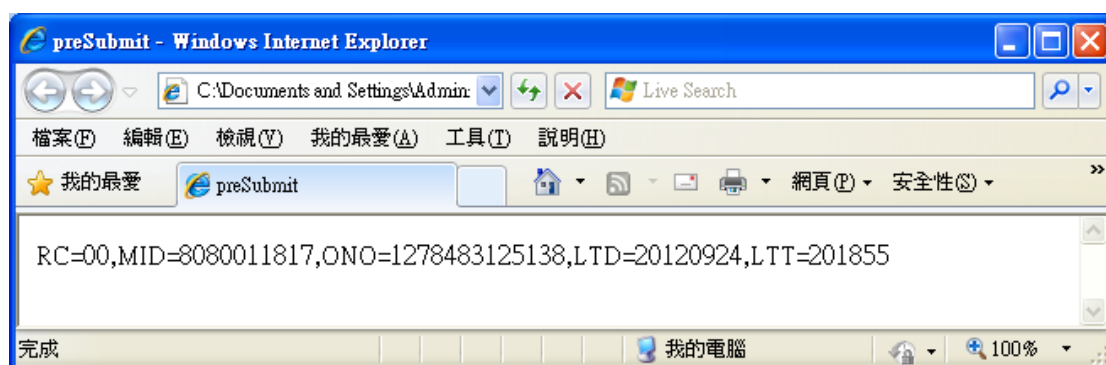 preSubmit - Windows Internet Explorer
C:\Documents and Settings\Admin: Live Search
檔案(F) 編輯(E) 檢視(V) 我的最愛(A) 工具(T) 說明(H)
我的最愛 preSubmit 網頁(P) 安全性(S) »
RC=00,MID=8080011817,ONO=1278483125138,LTD=20120924,LTT=201855
完成 我的電腦 100%